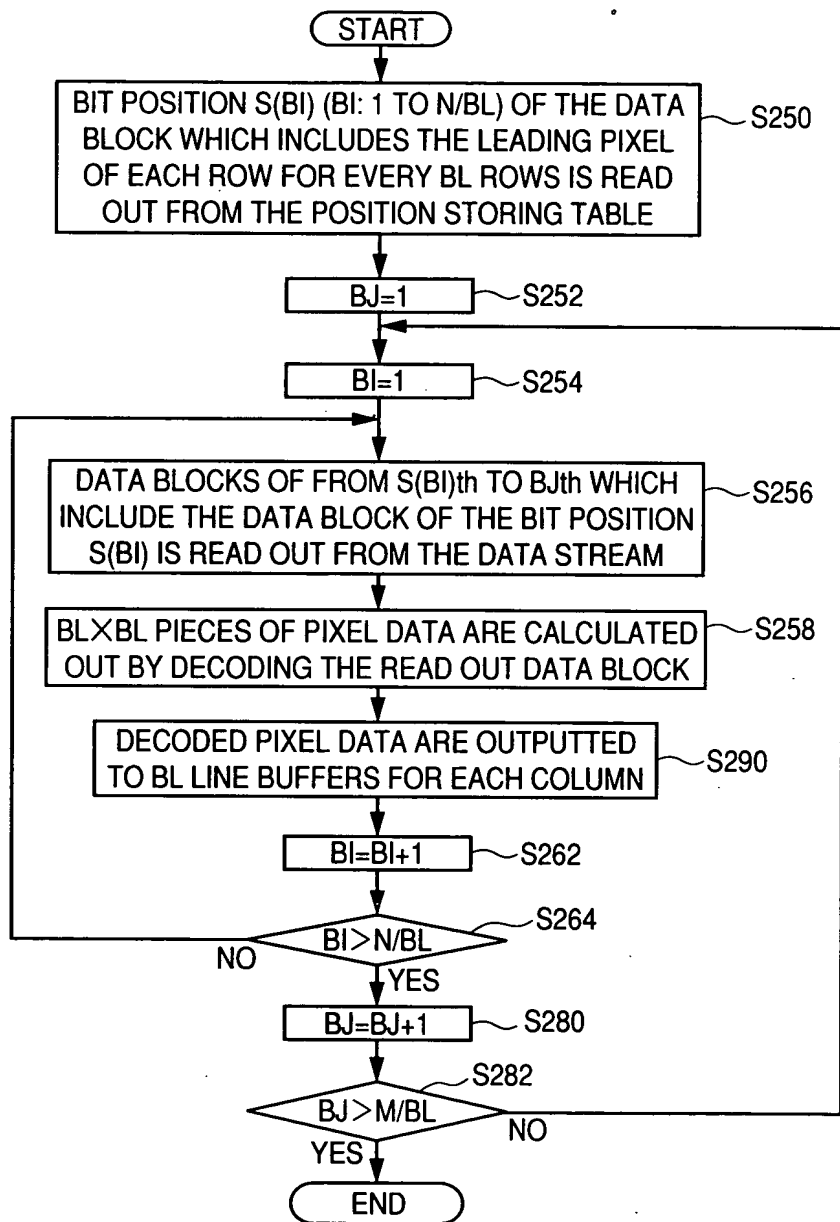 START
BIT POSITION S(BI) (BI: 1 TO N/BL) OF THE DATA
BLOCK WHICH INCLUDES THE LEADING PIXEL
OF EACH ROW FOR EVERY BL ROWS IS READ
OUT FROM THE POSITION STORING TABLE
S250
BJ=1
S252
BI=1
S254
DATA BLOCKS OF FROM S(BI)th TO BJth WHICH
INCLUDE THE DATA BLOCK OF THE BIT POSITION
S(BI) IS READ OUT FROM THE DATA STREAM
S256
BL×BL PIECES OF PIXEL DATA ARE CALCULATED
OUT BY DECODING THE READ OUT DATA BLOCK
S258
DECODED PIXEL DATA ARE OUTPUTTED
TO BL LINE BUFFERS FOR EACH COLUMN
S290
BI=BI+1
S262
BI>N/BL
S264
NO
YES
BJ=BJ+1
S280
BJ>M/BL
S282
NO
YES
END